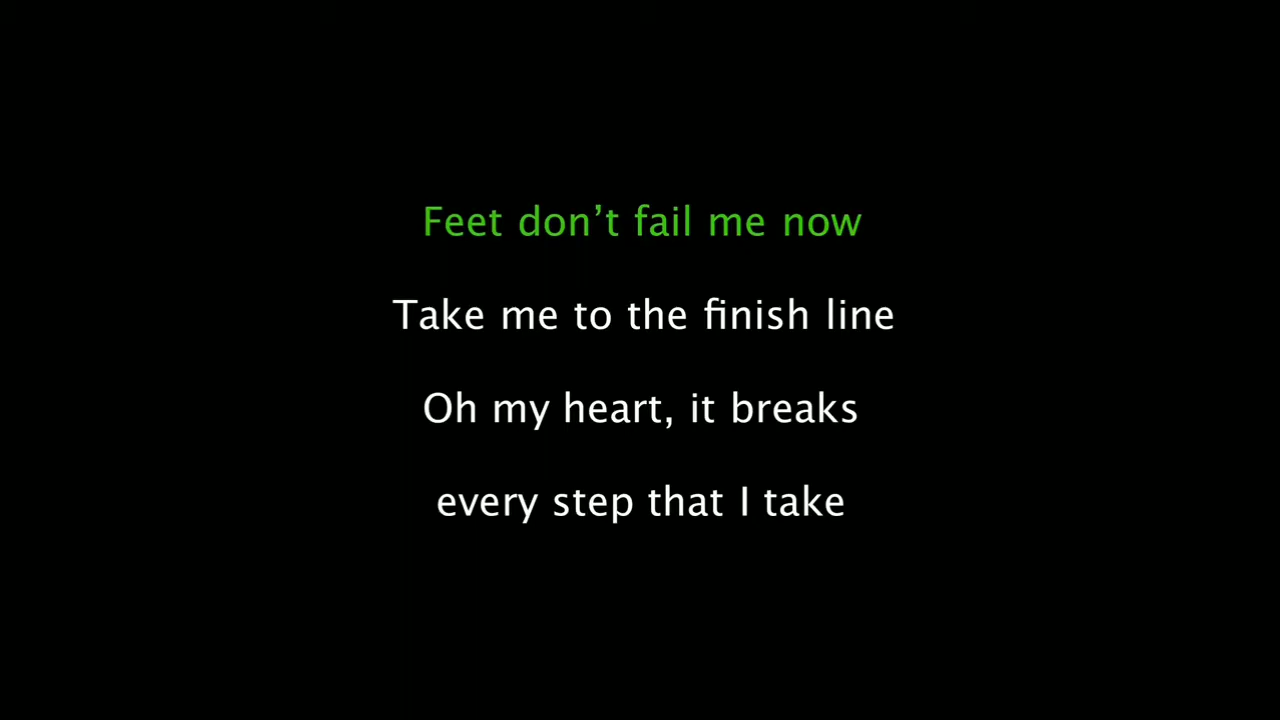 Feet don’t fail me now
Take me to the finish line
Oh my heart, it breaks
every step that I take